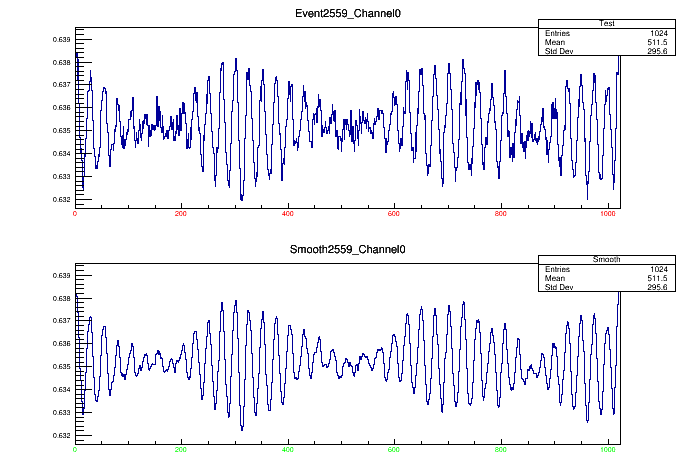 Event2559_Channel0
Test
Entries 1024
Mean 511.5
Std Dev 295.6
0.639
0.638
0.637
0.636
0.635
0.634
0.633
0.632
0 200 400 600 800 1000
Smooth2559_Channel0
Smooth
Entries 1024
Mean 511.5
Std Dev 295.6
0.639
0.638
0.637
0.636
0.635
0.634
0.633
0.632
0 200 400 600 800 1000